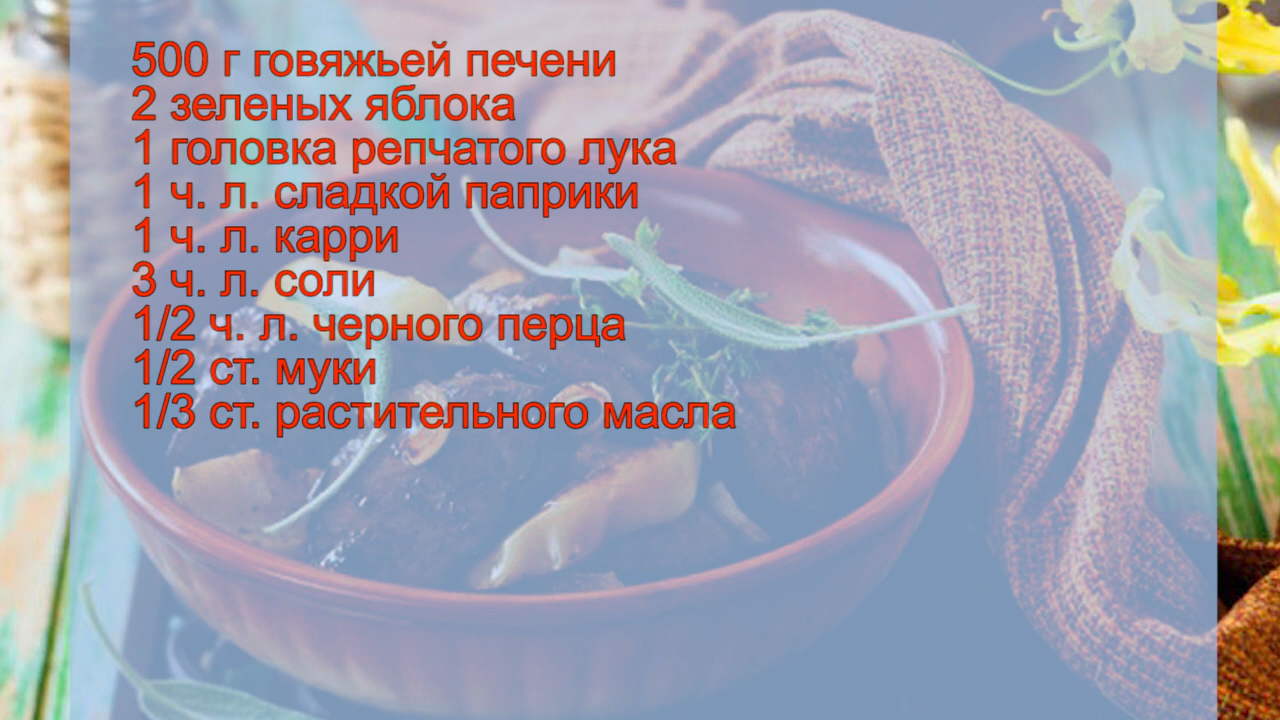 500 г говяжьей печени
2 зеленых яблока
1 головка репчатого лука
1 ч. л. сладкой паприки
1 ч. л. карри
3 ч. л. соли
1/2 ч. л. черного перца
1/2 ст. муки
1/3 ст. растительного масла